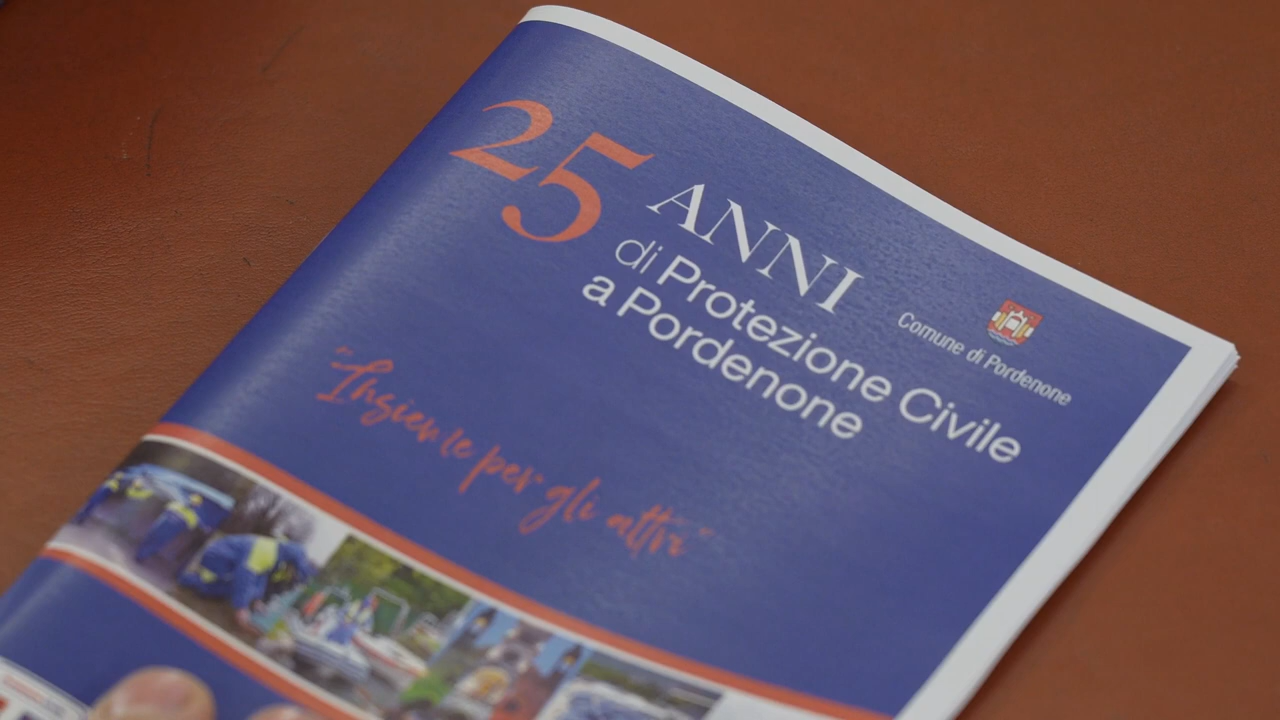 25 ANNI
di Protezione Civile
a Pordenone
Comune di Pordenone
"Insieme per gli altri"